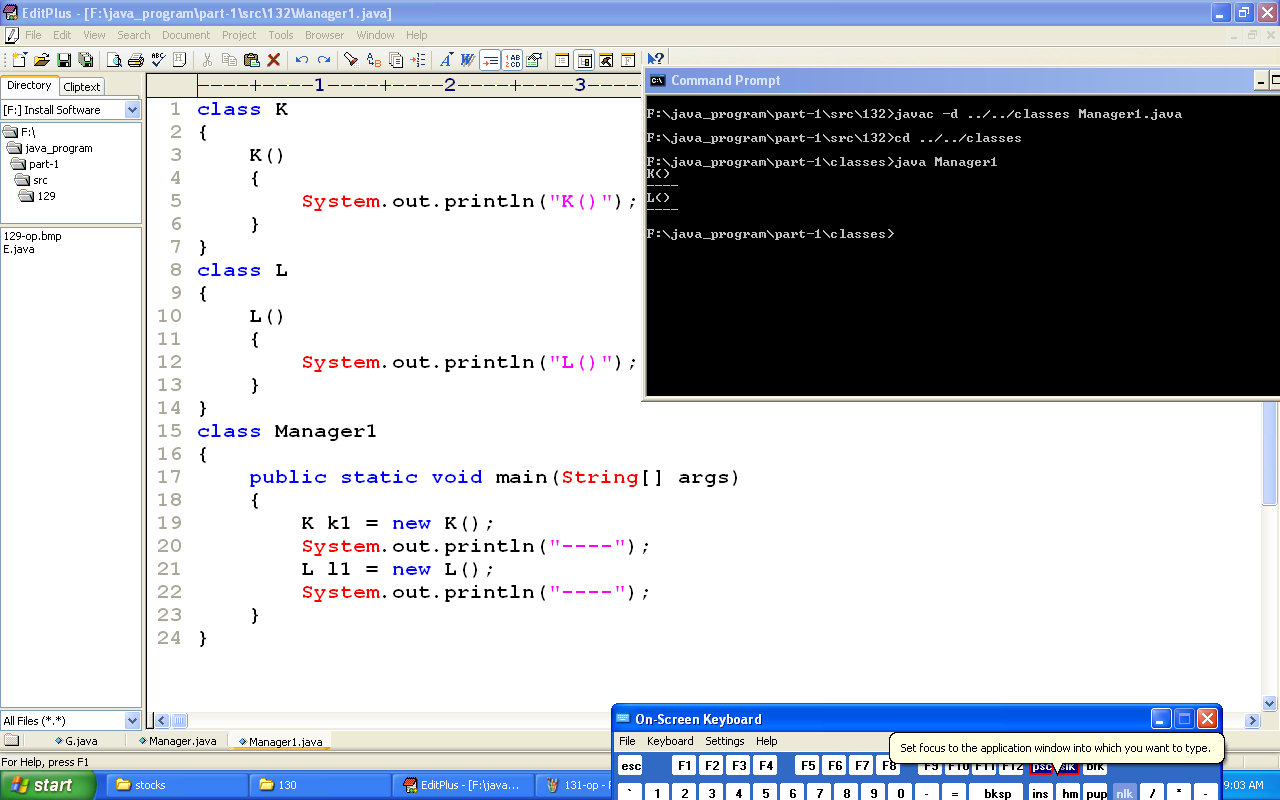 EditPlus - [F:\java_program\part-1\src\132\Manager1.java]
File Edit View Search Document Project Tools Browser Window Help
Directory Cliptext
[F:] Install Software
F:\
java_program
part-1
src
129
129-op.bmp
E.java
All Files (*.*)
----+----1----+----2----+----3----
1 class K
2 {
3 K()
4 {
5 System.out.println("K()");
6 }
7 }
8 class L
9 {
10 L()
11 {
12 System.out.println("L()");
13 }
14 }
15 class Manager1
16 {
17 public static void main(String[] args)
18 {
19 K k1 = new K();
20 System.out.println("----");
21 L l1 = new L();
22 System.out.println("----");
23 }
24 }
Command Prompt
F:\java_program\part-1\src\132>javac -d ../../classes Manager1.java
F:\java_program\part-1\src\132>cd ../../classes
F:\java_program\part-1\classes>java Manager1
K()
----
L()
----
F:\java_program\part-1\classes>
G.java Manager.java Manager1.java
For Help, press F1
On-Screen Keyboard
File Keyboard Settings Help
Set focus to the application window into which you want to type.
esc F1 F2 F3 F4 F5 F6 F7 F8 F9 F10 F11 F12 psc slk brk
` 1 2 3 4 5 6 7 8 9 0 - = bksp ins hm pup nlk / * -
start stocks 130 EditPlus - [F:\java... 131-op - P 9:03 AM